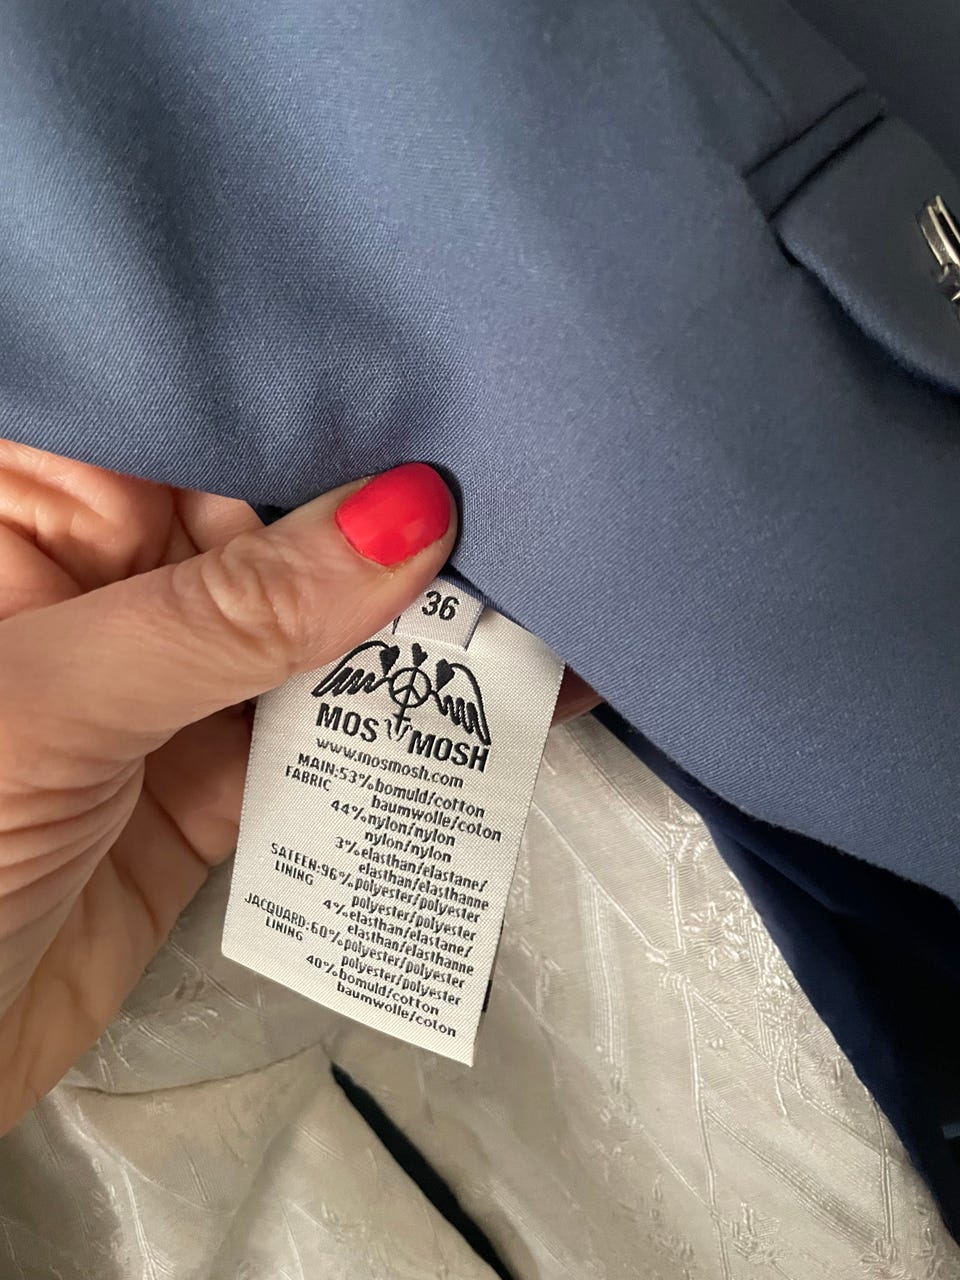 36
MOS MOSH
www.mosmosh.com
MAIN:53%bomuld/cotton
FABRIC baumwolle/coton
44%nylon/nylon
nylon/nylon
3%elasthan/elastane/
elasthan/elasthanne
SATEEN:96%polyester/polyester
LINING polyester/polyester
4%elasthan/elastane/
elasthan/elasthanne
JACQUARD:60%polyester/polyester
LINING polyester/polyester
40%bomuld/cotton
baumwolle/coton